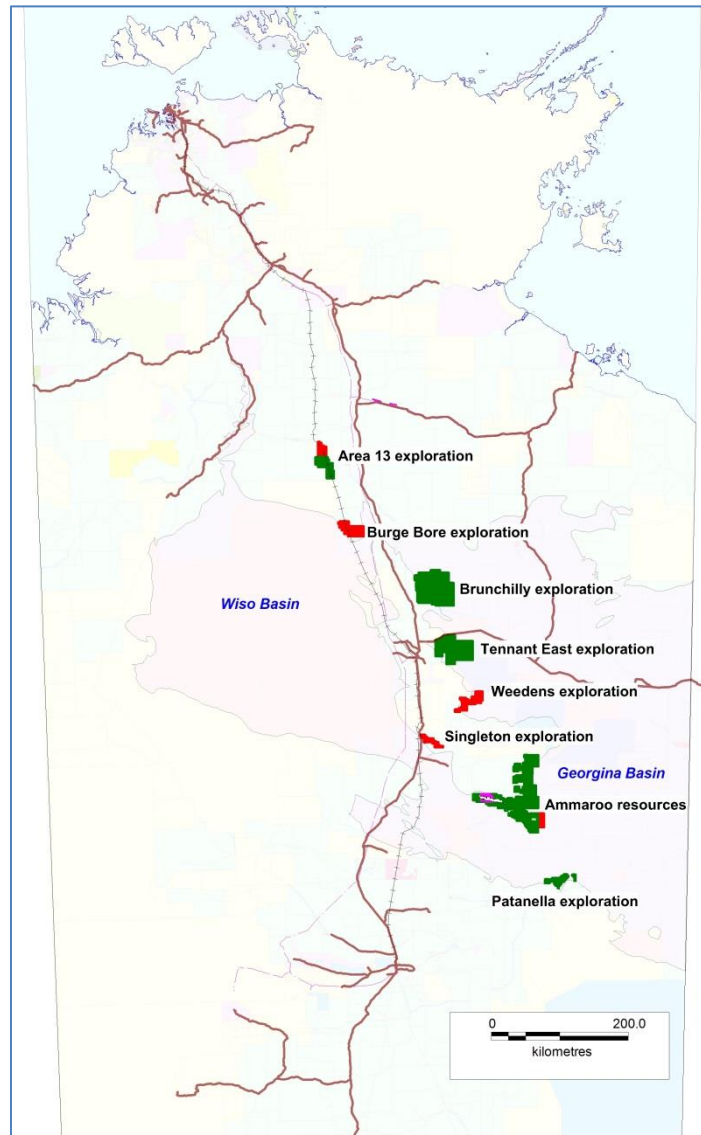 Area 13 exploration
Burge Bore exploration
Brunchilly exploration
Wiso Basin
Tennant East exploration
Weedens exploration
Singleton exploration
Georgina Basin
Ammaroo resources
Patanella exploration
0 200.0
kilometres